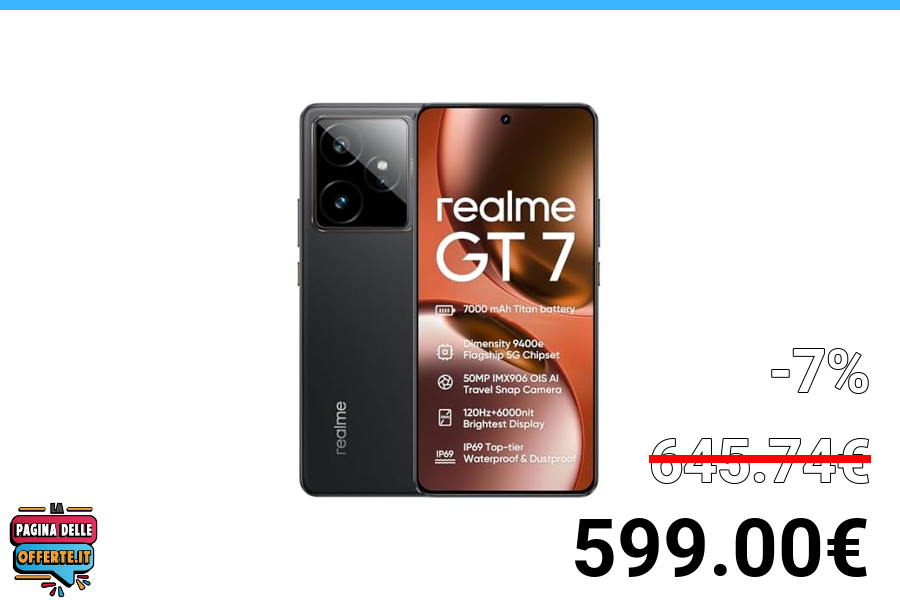 realme
GT 7
7000 mAh Titan battery
Dimensity 9400e
Flagship 5G Chipset
50MP IMX906 OIS AI
Travel Snap Camera
120Hz+6000nit
Brightest Display
IP69
IP69 Top-tier
Waterproof & Dustproof
realme
-7%
645.74€
599.00€
LA
PAGINA DELLE
OFFERTE.IT